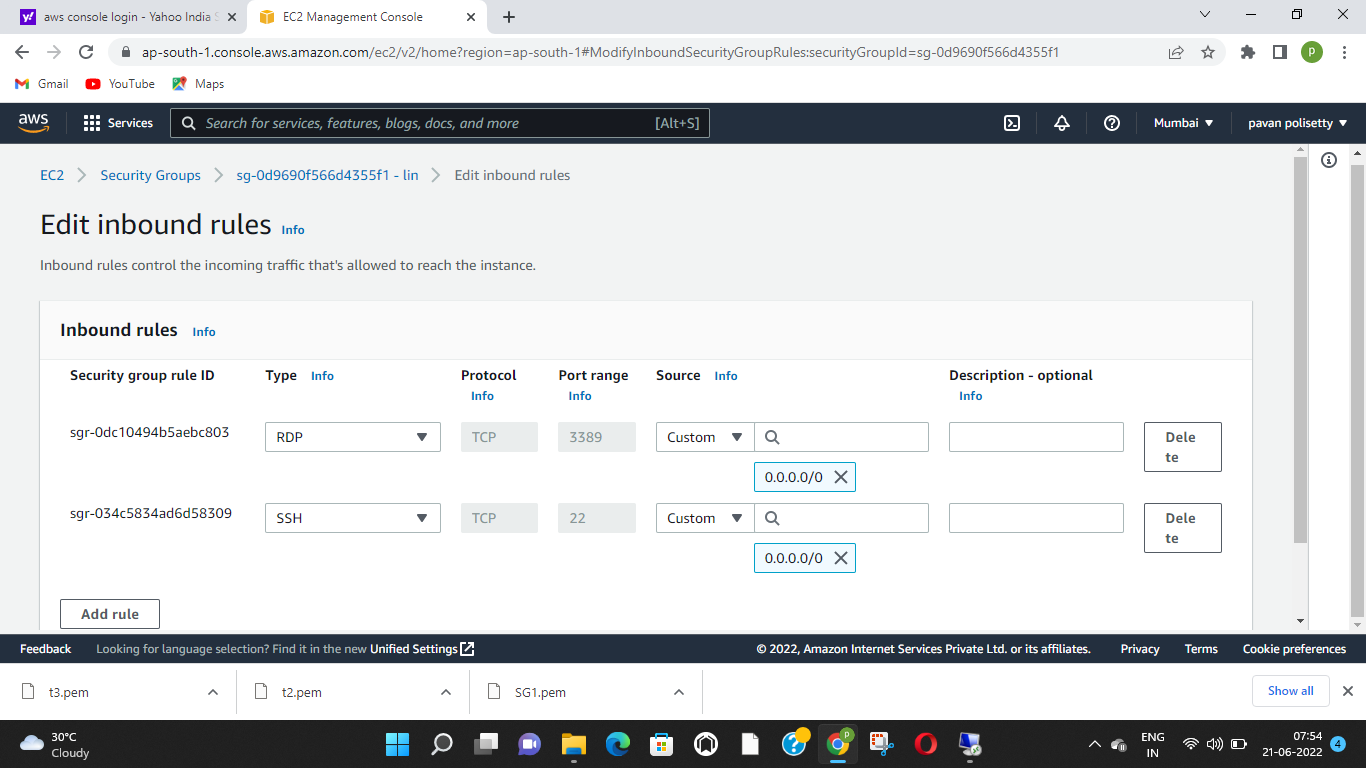 aws console login - Yahoo India S
EC2 Management Console
ap-south-1.console.aws.amazon.com/ec2/v2/home?region=ap-south-1#ModifyInboundSecurityGroupRules:securityGroupId=sg-0d9690f566d4355f1
P
Gmail
YouTube
Maps
aws
Services
Search for services, features, blogs, docs, and more
[Alt+S]
Mumbai
pavan polisetty
EC2
Security Groups
sg-0d9690f566d4355f1 - lin
Edit inbound rules
Edit inbound rules Info
Inbound rules control the incoming traffic that's allowed to reach the instance.
Inbound rules Info
Security group rule ID
Type Info
Protocol
Info
Port range
Info
Source Info
Description - optional
Info
sgr-0dc10494b5aebc803
RDP
TCP
3389
Custom
0.0.0.0/0
Dele
te
sgr-034c5834ad6d58309
SSH
TCP
22
Custom
0.0.0.0/0
Dele
te
Add rule
Feedback
Looking for language selection? Find it in the new Unified Settings
© 2022, Amazon Internet Services Private Ltd. or its affiliates.
Privacy
Terms
Cookie preferences
t3.pem
t2.pem
SG1.pem
Show all
30°C
Cloudy
P
ENG
IN
07:54
21-06-2022
4